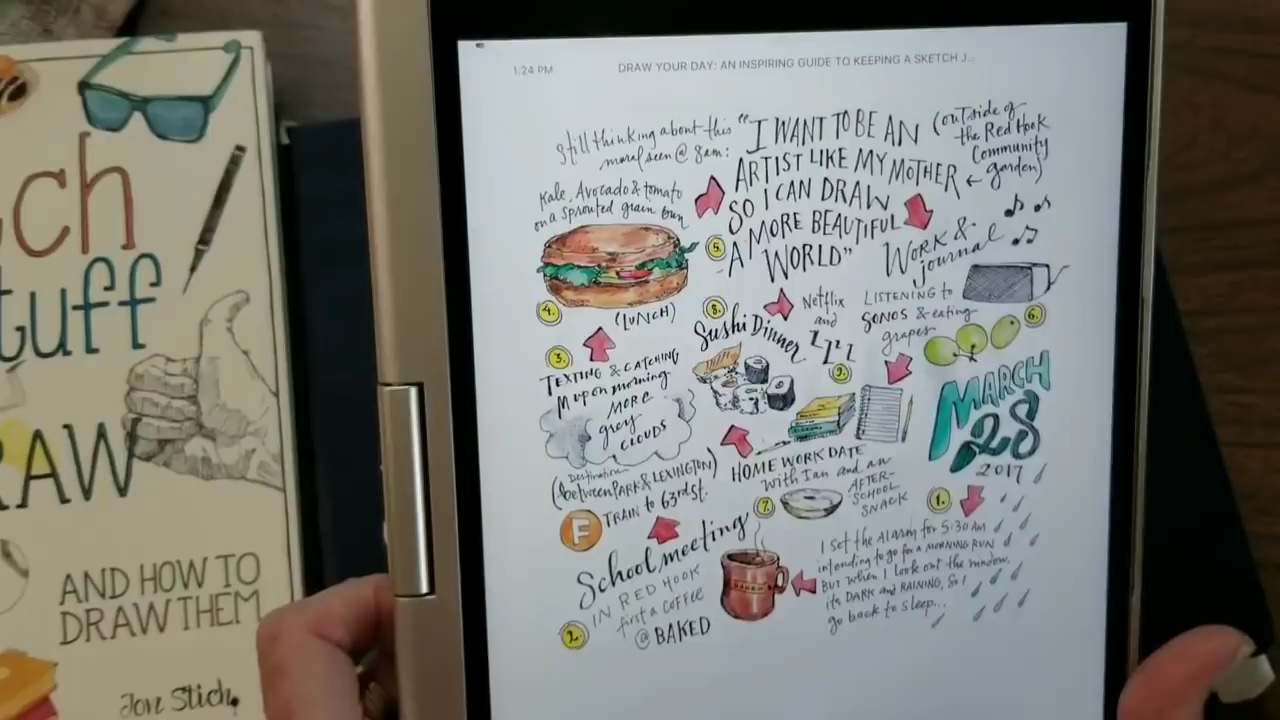 ch
tuff
RAW
AND HOW TO
DRAW THEM
Jon Stich
1:24 PM
DRAW YOUR DAY: AN INSPIRING GUIDE TO KEEPING A SKETCH J...
Still thinking about this
mural seen @ 8am:
"I WANT TO BE AN
ARTIST LIKE MY MOTHER
SO I CAN DRAW
A MORE BEAUTIFUL
WORLD"
(outside of
the Red Hook
Community
garden)
Kale, Avocado & tomato
on a sprouted grain bun
4.
(LUNCH)
5.
WORK &
journal
LISTENING to
SONOS & eating
grapes
6.
3.
TEXTING & CATCHING
up on morning
MORE
grey
CLOUDS
8.
Sushi Dinner
Netflix
and
ZZZZ
9.
MARCH
28
2017
Destination
(between PARK & LEXINGTON)
F TRAIN to 63rd st.
HOME WORK DATE
with Ian and an
AFTER-
SCHOOL
SNACK
7.
1.
School meeting
IN RED HOOK
first a COFFEE
@ BAKED
2.
BAKED
I set the ALARM for 5:30 AM
intending to go for a MORNING RUN
BUT when I look out the window,
its DARK and RAINING, So I
go back to sleep...